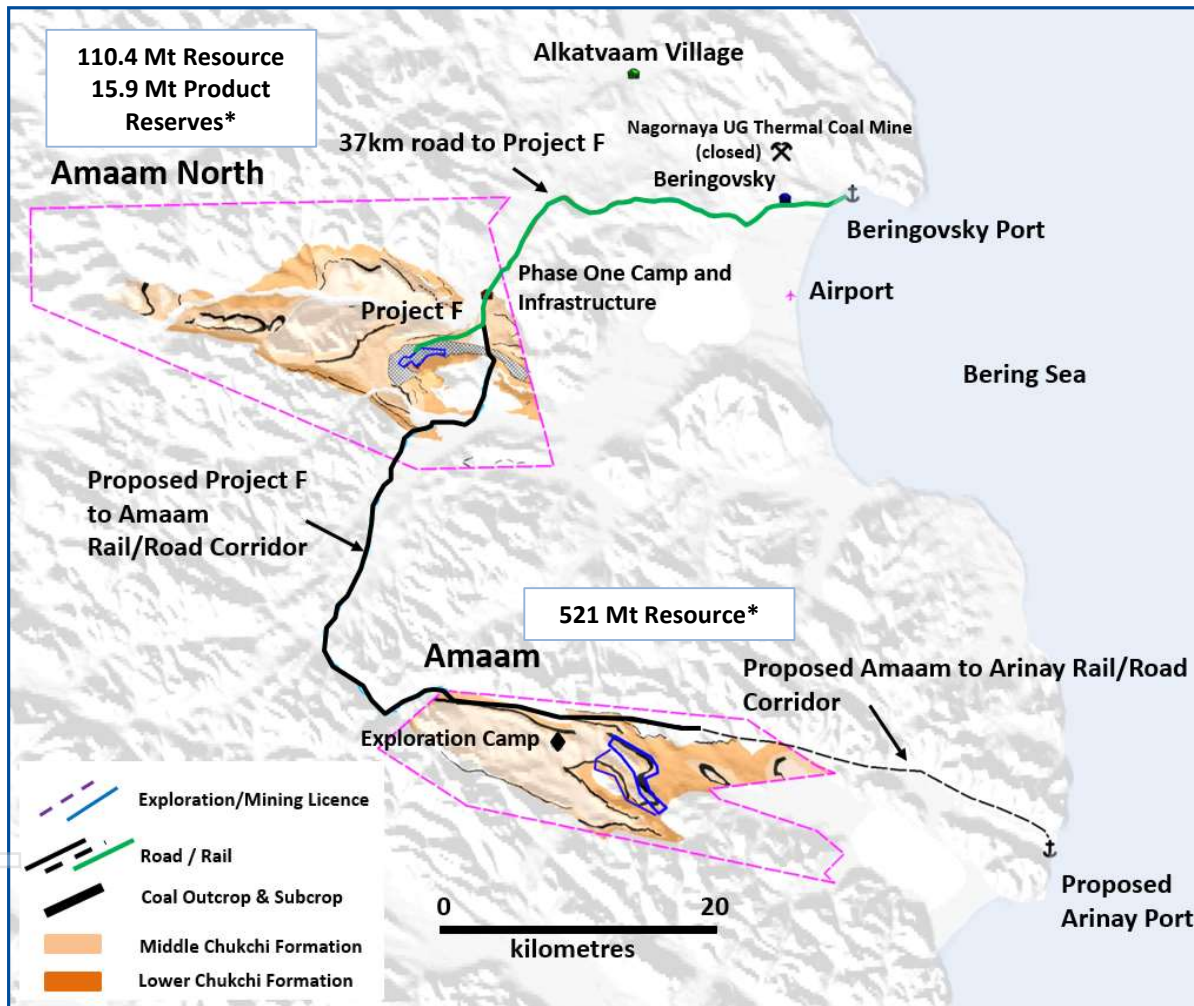 110.4 Mt Resource
15.9 Mt Product
Reserves*
Alkatvaam Village
37km road to Project F
Nagornaya UG Thermal Coal Mine
(closed)
Beringovsky
Amaam North
Beringovsky Port
Phase One Camp and
Infrastructure
Airport
Project F
Bering Sea
Proposed Project F
to Amaam
Rail/Road Corridor
521 Mt Resource*
Amaam
Proposed Amaam to Arinay Rail/Road
Corridor
Exploration Camp
Exploration/Mining Licence
Road / Rail
Coal Outcrop & Subcrop
Middle Chukchi Formation
Lower Chukchi Formation
0 20
kilometres
Proposed
Arinay Port